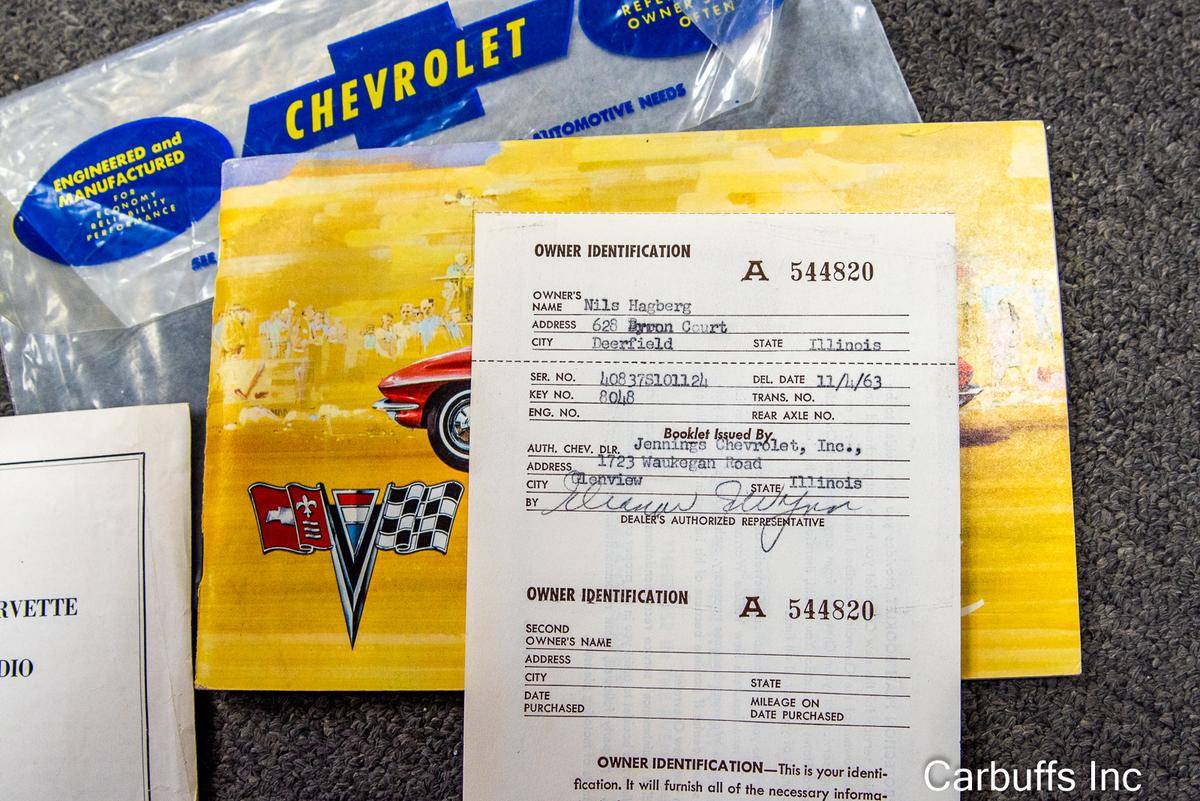 CHEVROLET
OWNER
OFTEN
ENGINEERED and
MANUFACTURED
FOR
ECONOMY
RELIABILITY
PERFORMANCE
AUTOMOTIVE NEEDS
SEE
RVETTE
DIO
OWNER IDENTIFICATION
A 544820
OWNER'S
NAME Nils Hagberg
ADDRESS 628 Byron Court
CITY Deerfield STATE Illinois
SER. NO. 40837S101124 DEL. DATE 11/4/63
KEY NO. 8048 TRANS. NO.
ENG. NO. REAR AXLE NO.
Booklet Issued By
AUTH. CHEV. DLR. Jennings Chevrolet, Inc.,
ADDRESS 1723 Waukegan Road
CITY Glenview STATE Illinois
BY
DEALER'S AUTHORIZED REPRESENTATIVE
OWNER IDENTIFICATION A 544820
SECOND
OWNER'S NAME
ADDRESS
CITY STATE
DATE PURCHASED MILEAGE ON DATE PURCHASED
OWNER IDENTIFICATION—This is your identi-
fication. It will furnish all of the necessary informa-
Carbuffs Inc